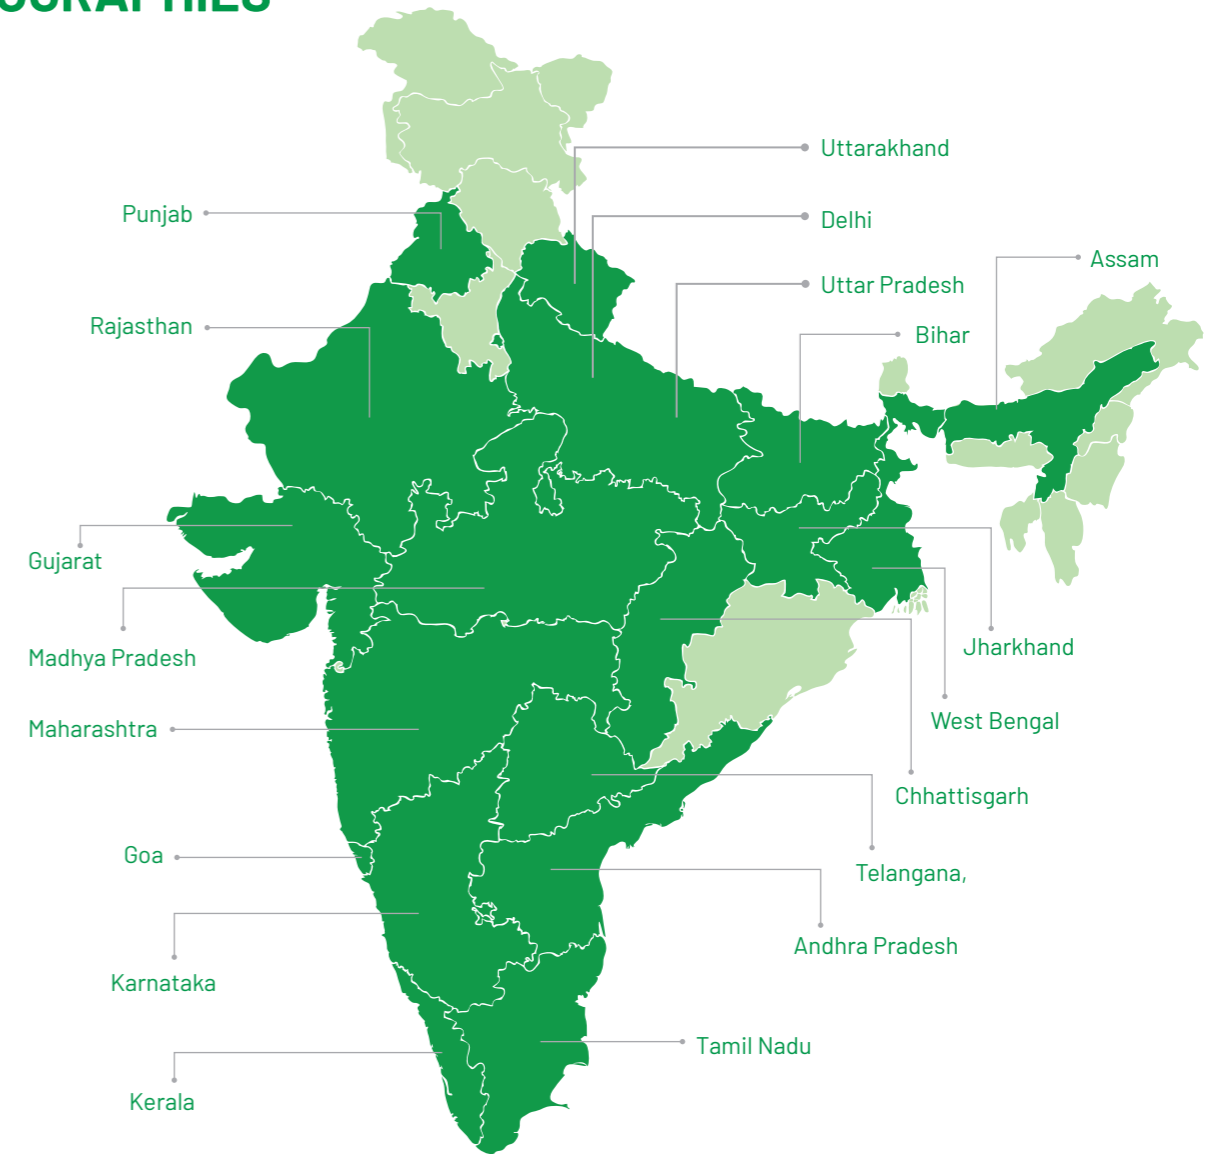 OGRAPHIES
Uttarakhand
Punjab
Delhi
Assam
Uttar Pradesh
Rajasthan
Bihar
Gujarat
Jharkhand
Madhya Pradesh
West Bengal
Maharashtra
Chhattisgarh
Goa
Telangana,
Andhra Pradesh
Karnataka
Tamil Nadu
Kerala